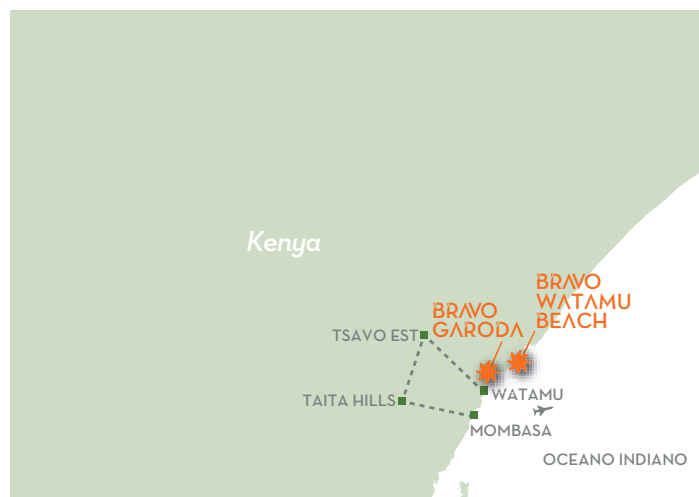 Kenya
BRAVO
WATAMU
BEACH
BRAVO
GARODA
TSAVO EST
WATAMU
TAITA HILLS
MOMBASA
OCEANO INDIANO